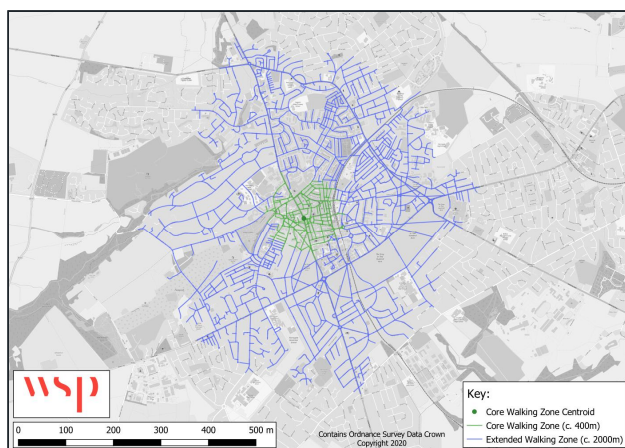 wsp
0 100 200 300 400 500 m
Contains Ordnance Survey Data Crown
Copyright 2020
Key:
Core Walking Zone Centroid
Core Walking Zone (c. 400m)
Extended Walking Zone (c. 2000m)